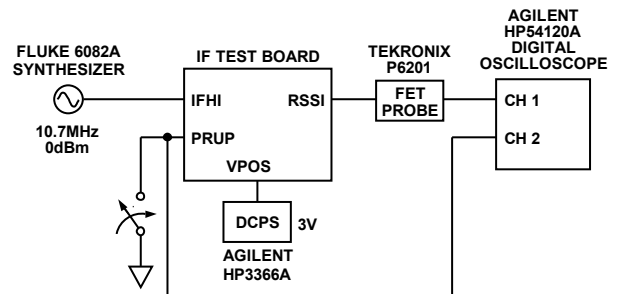 FLUKE 6082A
SYNTHESIZER
10.7MHz
0dBm
IF TEST BOARD
IFHI
RSSI
PRUP
VPOS
DCPS
3V
AGILENT
HP3366A
TEKRONIX
P6201
FET
PROBE
AGILENT
HP54120A
DIGITAL
OSCILLOSCOPE
CH 1
CH 2